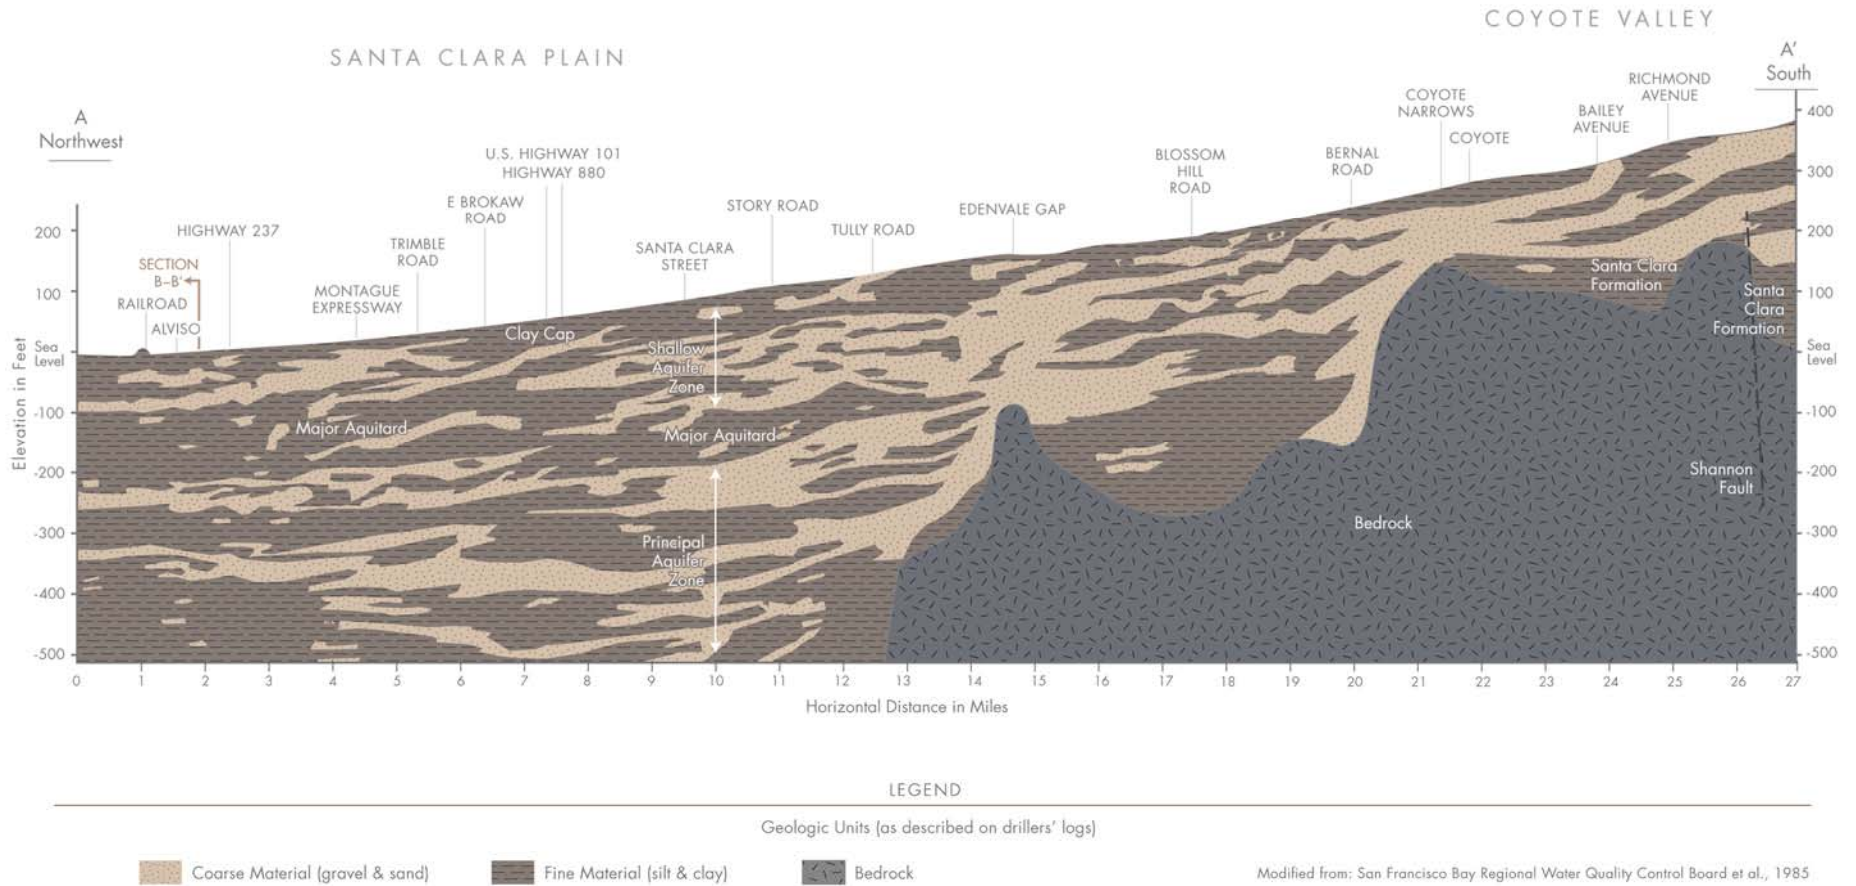 COYOTE VALLEY
SANTA CLARA PLAIN
A
Northwest
A'
South
SECTION
B–B'
RAILROAD
ALVISO
HIGHWAY 237
MONTAGUE
EXPRESSWAY
TRIMBLE
ROAD
E BROKAW
ROAD
U.S. HIGHWAY 101
HIGHWAY 880
SANTA CLARA
STREET
STORY ROAD
TULLY ROAD
EDENVALE GAP
BLOSSOM
HILL
ROAD
BERNAL
ROAD
COYOTE
NARROWS
COYOTE
BAILEY
AVENUE
RICHMOND
AVENUE
Elevation in Feet
200
100
Sea
Level
-100
-200
-300
-400
-500
400
300
200
100
Sea
Level
-100
-200
-300
-400
-500
Clay Cap
Shallow
Aquifer
Zone
Major Aquitard
Major Aquitard
Principal
Aquifer
Zone
Santa Clara
Formation
Santa
Clara
Formation
Shannon
Fault
Bedrock
0 1 2 3 4 5 6 7 8 9 10 11 12 13 14 15 16 17 18 19 20 21 22 23 24 25 26 27
Horizontal Distance in Miles
LEGEND
Geologic Units (as described on drillers' logs)
Coarse Material (gravel & sand)
Fine Material (silt & clay)
Bedrock
Modified from: San Francisco Bay Regional Water Quality Control Board et al., 1985